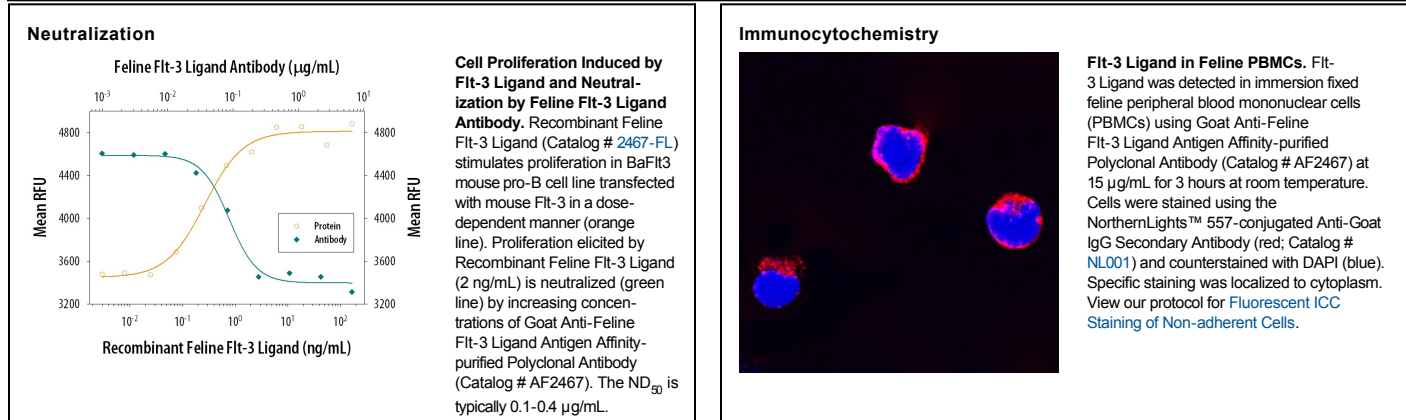 Neutralization
Feline Flt-3 Ligand Antibody (μg/mL)
10⁻³ 10⁻² 10⁻¹ 10⁰ 10¹
4800 4800
4400 4400
4000 4000
3600 3600
3200 3200
Mean RFU
Mean RFU
Protein
Antibody
10⁻² 10⁻¹ 10⁰ 10¹ 10²
Recombinant Feline Flt-3 Ligand (ng/mL)
Cell Proliferation Induced by
Flt-3 Ligand and Neutral-
ization by Feline Flt-3 Ligand
Antibody. Recombinant Feline
Flt-3 Ligand (Catalog # 2467-FL)
stimulates proliferation in BaFlt3
mouse pro-B cell line transfected
with mouse Flt-3 in a dose-
dependent manner (orange
line). Proliferation elicited by
Recombinant Feline Flt-3 Ligand
(2 ng/mL) is neutralized (green
line) by increasing concen-
trations of Goat Anti-Feline
Flt-3 Ligand Antigen Affinity-
purified Polyclonal Antibody
(Catalog # AF2467). The ND₅₀ is
typically 0.1-0.4 μg/mL.
Immunocytochemistry
Flt-3 Ligand in Feline PBMCs. Flt-
3 Ligand was detected in immersion fixed
feline peripheral blood mononuclear cells
(PBMCs) using Goat Anti-Feline
Flt-3 Ligand Antigen Affinity-purified
Polyclonal Antibody (Catalog # AF2467) at
15 μg/mL for 3 hours at room temperature.
Cells were stained using the
NorthernLights™ 557-conjugated Anti-Goat
IgG Secondary Antibody (red; Catalog #
NL001) and counterstained with DAPI (blue).
Specific staining was localized to cytoplasm.
View our protocol for Fluorescent ICC
Staining of Non-adherent Cells.